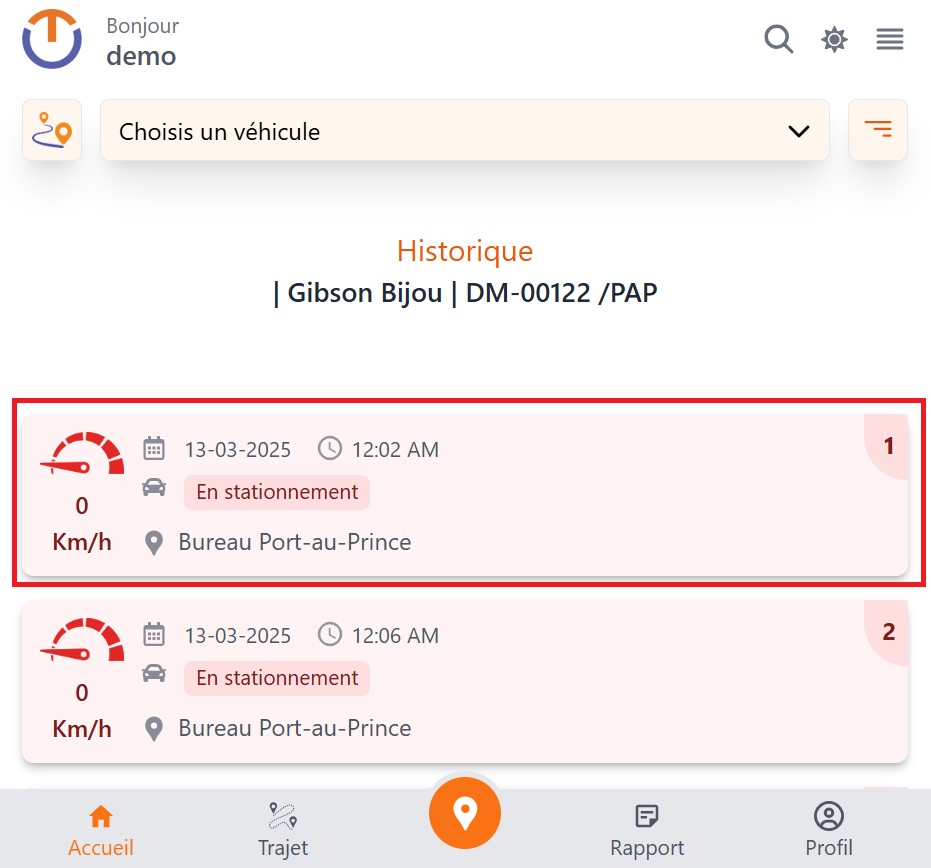 Bonjour
demo
Choisis un véhicule
Historique
| Gibson Bijou | DM-00122 /PAP
13-03-2025 12:02 AM 1
En stationnement
0
Km/h Bureau Port-au-Prince
13-03-2025 12:06 AM 2
En stationnement
0
Km/h Bureau Port-au-Prince
Accueil Trajet Rapport Profil